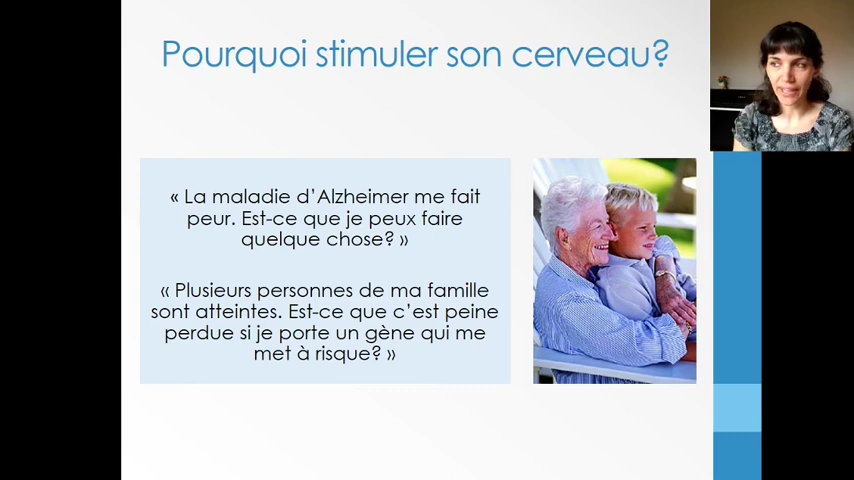 Pourquoi stimuler son cerveau?
« La maladie d’Alzheimer me fait
peur. Est-ce que je peux faire
quelque chose? »
« Plusieurs personnes de ma famille
sont atteintes. Est-ce que c’est peine
perdue si je porte un gène qui me
met à risque? »